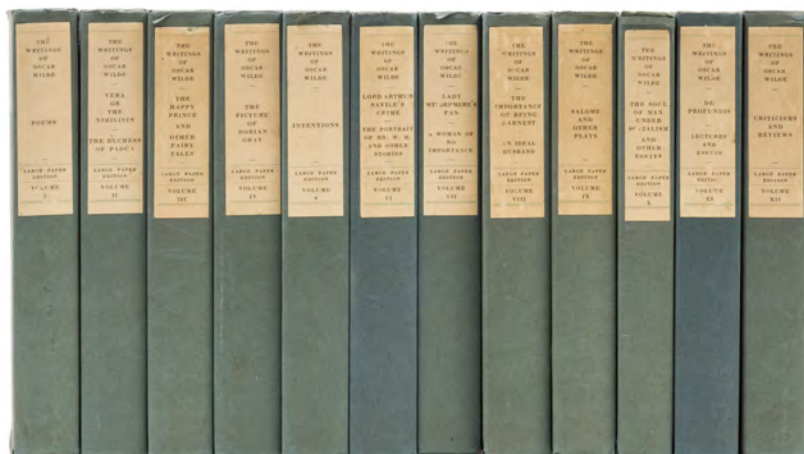 THE
WRITINGS
OF
OSCAR
WILDE
POEMS
LARGE PAPER
EDITION
VOLUME
I
THE
WRITINGS
OF
OSCAR
WILDE
VERA
OR
THE
NIHILISTS
THE DUCHESS
OF PADUA
LARGE PAPER
EDITION
VOLUME
II
THE
WRITINGS
OF
OSCAR
WILDE
THE
HAPPY
PRINCE
AND
OTHER
FAIRY
TALES
LARGE PAPER
EDITION
VOLUME
III
THE
WRITINGS
OF
OSCAR
WILDE
THE
PICTURE
OF
DORIAN
GRAY
LARGE PAPER
EDITION
VOLUME
IV
THE
WRITINGS
OF
OSCAR
WILDE
INTENTIONS
LARGE PAPER
EDITION
VOLUME
V
THE
WRITINGS
OF
OSCAR
WILDE
LORD ARTHUR
SAVILE'S
CRIME
THE PORTRAIT
OF MR. W. H.
AND OTHER
STORIES
LARGE PAPER
EDITION
VOLUME
VI
THE
WRITINGS
OF
OSCAR
WILDE
LADY
WINDERMERE'S
FAN
A WOMAN OF
NO
IMPORTANCE
LARGE PAPER
EDITION
VOLUME
VII
THE
WRITINGS
OF
OSCAR
WILDE
THE
IMPORTANCE
OF BEING
EARNEST
AN IDEAL
HUSBAND
LARGE PAPER
EDITION
VOLUME
VIII
THE
WRITINGS
OF
OSCAR
WILDE
SALOME
AND
OTHER
PLAYS
LARGE PAPER
EDITION
VOLUME
IX
THE
WRITINGS
OF
OSCAR
WILDE
THE SOUL
OF MAN
UNDER
SOCIALISM
AND
OTHER
ESSAYS
LARGE PAPER
EDITION
VOLUME
X
THE
WRITINGS
OF
OSCAR
WILDE
DE
PROFUNDIS
LECTURES
AND
ESSAYS
LARGE PAPER
EDITION
VOLUME
XI
THE
WRITINGS
OF
OSCAR
WILDE
CRITICISMS
AND
REVIEWS
LARGE PAPER
EDITION
VOLUME
XII